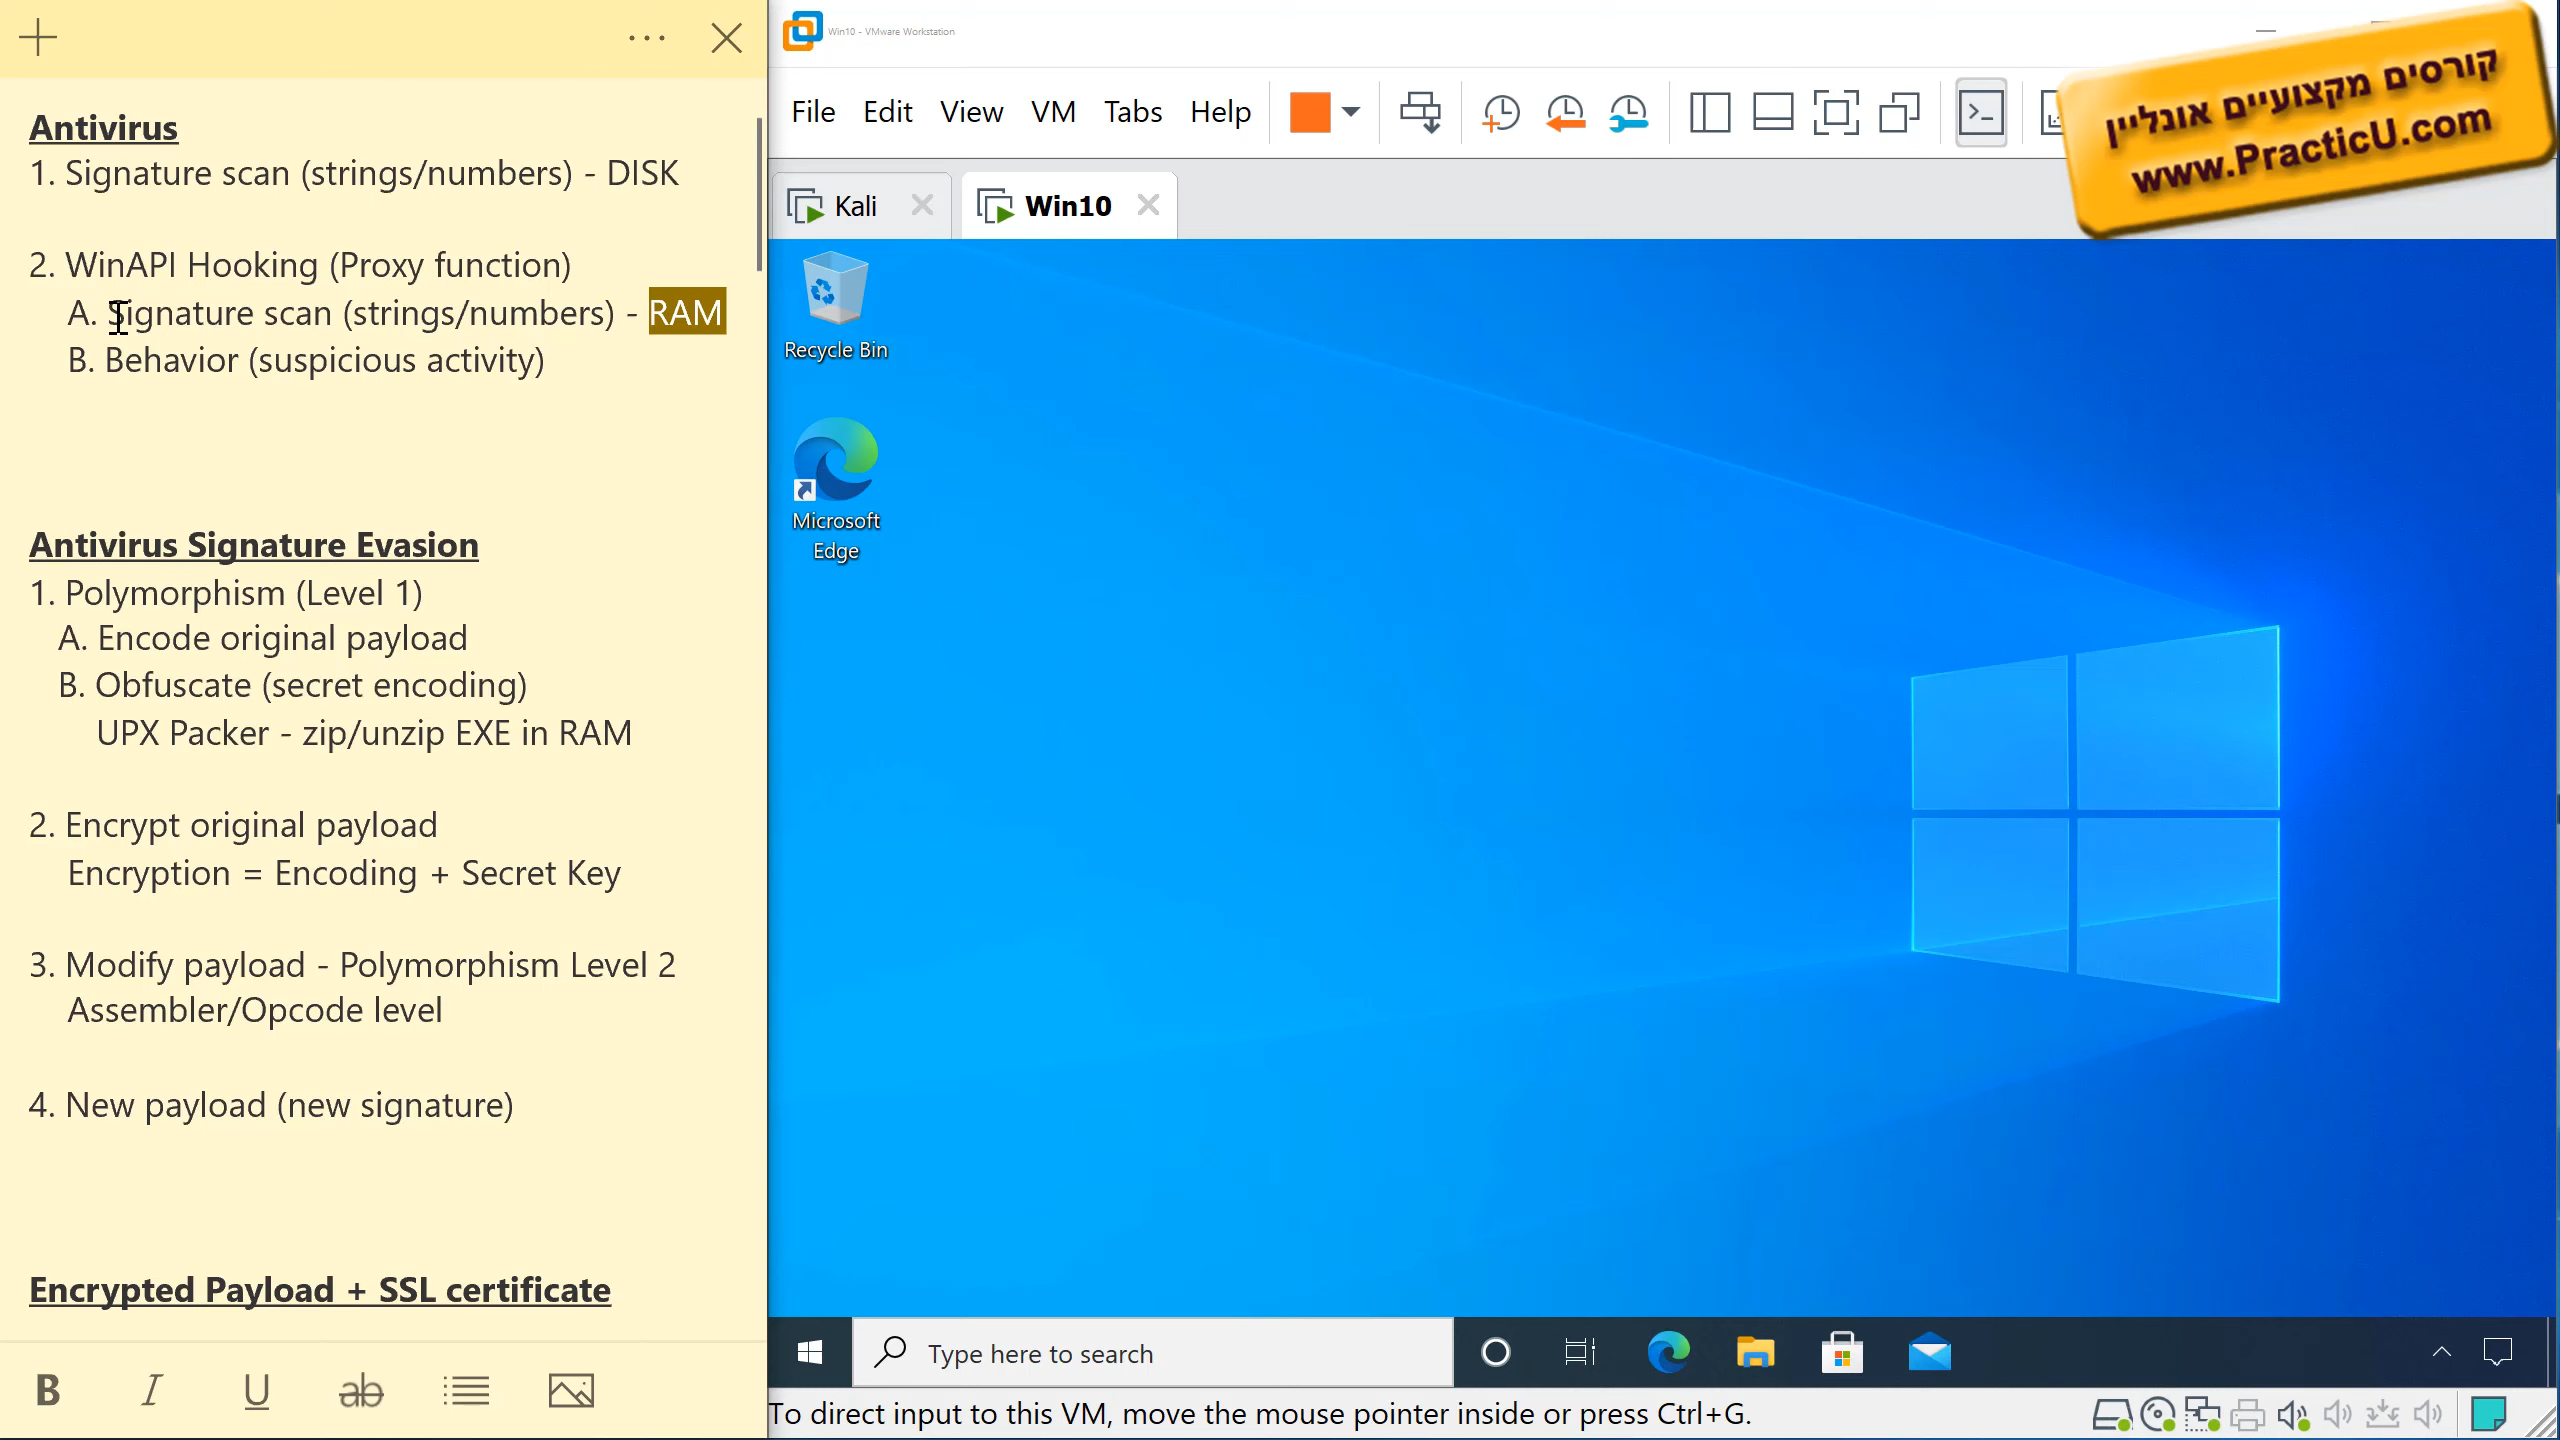 Antivirus
1. Signature scan (strings/numbers) - DISK
2. WinAPI Hooking (Proxy function)
A. Signature scan (strings/numbers) - RAM
B. Behavior (suspicious activity)
Antivirus Signature Evasion
1. Polymorphism (Level 1)
A. Encode original payload
B. Obfuscate (secret encoding)
UPX Packer - zip/unzip EXE in RAM
2. Encrypt original payload
Encryption = Encoding + Secret Key
3. Modify payload - Polymorphism Level 2
Assembler/Opcode level
4. New payload (new signature)
Encrypted Payload + SSL certificate
B I U ab
Win10 - VMware Workstation
File Edit View VM Tabs Help
קורסים מקצועיים אונליין
www.PracticU.com
Kali Win10
Recycle Bin
Microsoft
Edge
Type here to search
To direct input to this VM, move the mouse pointer inside or press Ctrl+G.